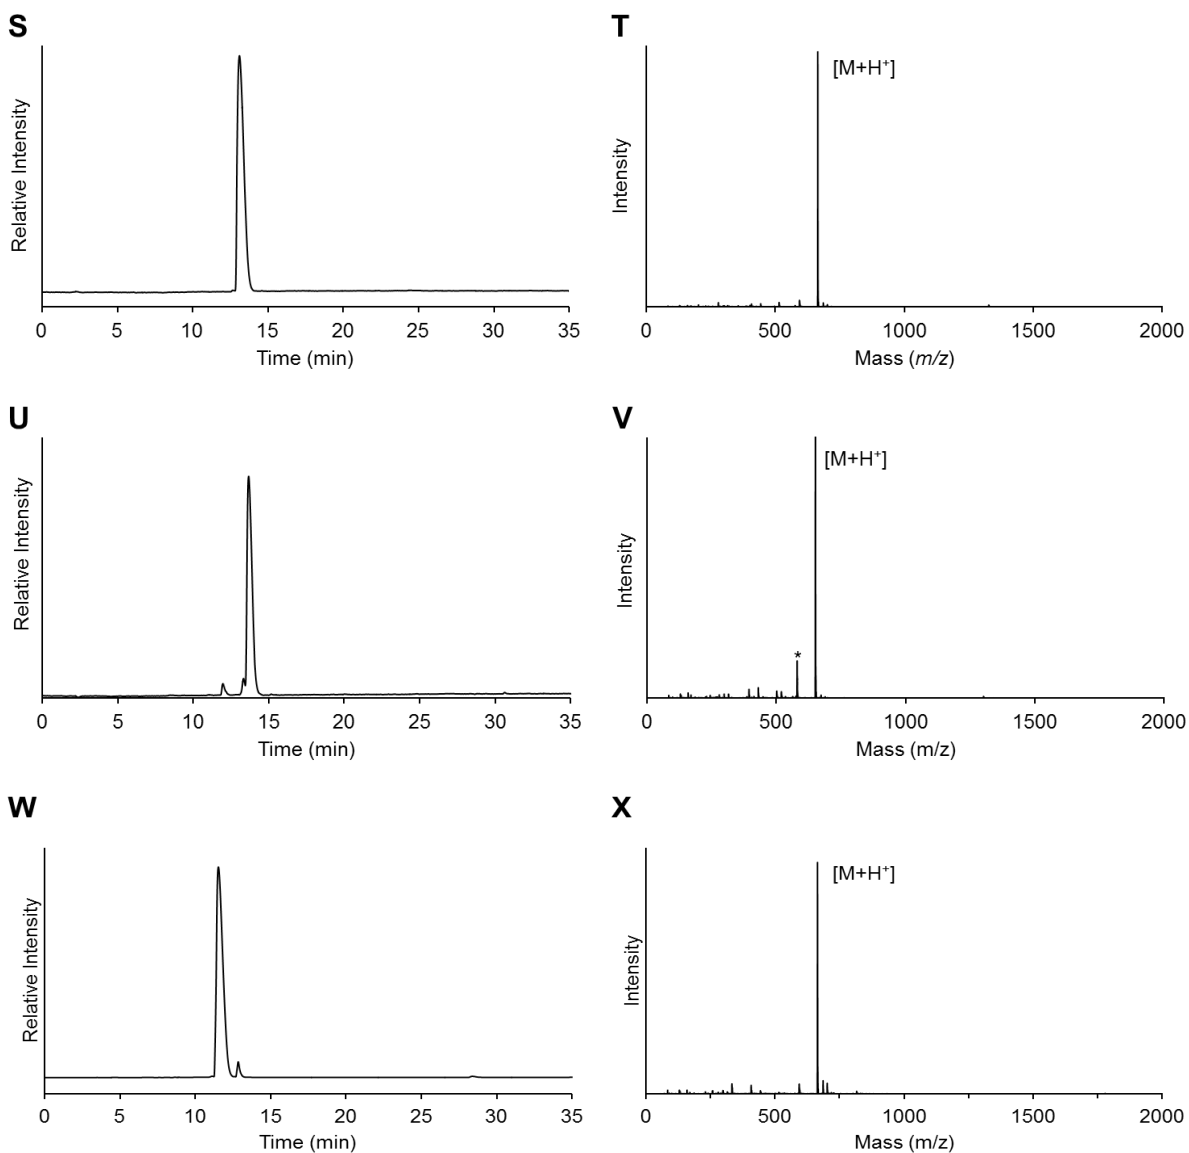 S
Relative Intensity
0 5 10 15 20 25 30 35
Time (min)
T
Intensity
[M+H⁺]
0 500 1000 1500 2000
Mass (m/z)
U
Relative Intensity
0 5 10 15 20 25 30 35
Time (min)
V
Intensity
[M+H⁺]
*
0 500 1000 1500 2000
Mass (m/z)
W
Relative Intensity
0 5 10 15 20 25 30 35
Time (min)
X
Intensity
[M+H⁺]
0 500 1000 1500 2000
Mass (m/z)